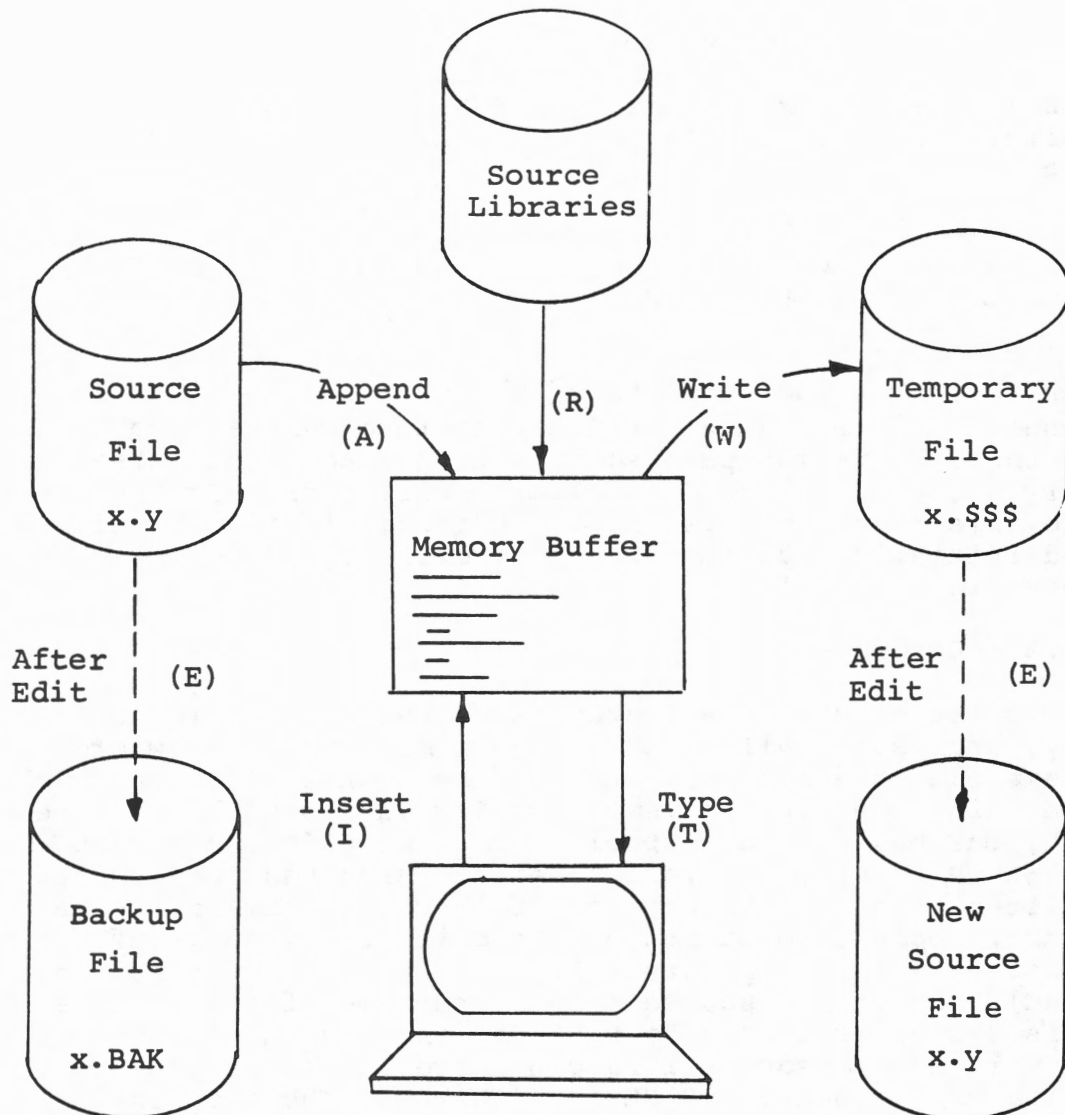 Source
Libraries
Source
File
x.y
Append
(A)
(R)
Write
(W)
Temporary
File
x.$$$
Memory Buffer
After
Edit
(E)
After
Edit
(E)
Insert
(I)
Type
(T)
Backup
File
x.BAK
New
Source
File
x.y